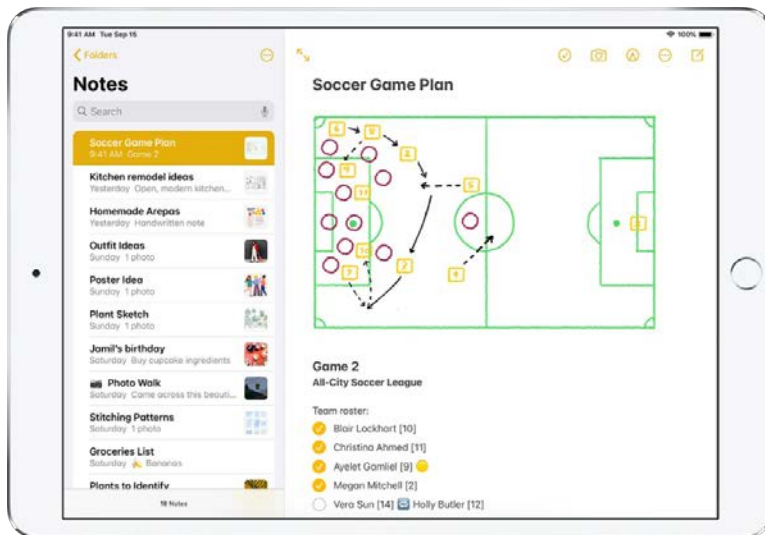 9:41 AM Tue Sep 15
100%
Folders
Notes
Search
Soccer Game Plan
9:41 AM Game 2
Kitchen remodel ideas
Yesterday Open, modern kitchen...
Homemade Arepas
Yesterday Handwritten note
Outfit Ideas
Sunday 1 photo
Poster Idea
Sunday 1 photo
Plant Sketch
Sunday 1 photo
Jamil's birthday
Saturday Buy cupcake ingredients
📷 Photo Walk
Saturday Came across this beauti...
Stitching Patterns
Saturday 1 photo
Groceries List
Saturday 🍌 Bananas
Plants to Identify
18 Notes
Soccer Game Plan
Game 2
All-City Soccer League
Team roster:
Blair Lockhart [10]
Christina Ahmed [11]
Ayelet Gamliel [9] 🟡
Megan Mitchell [2]
Vera Sun [14] 🔄 Holly Butler [12]